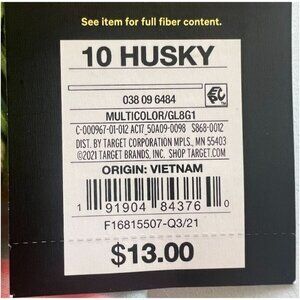 See item for full fiber content.
10 HUSKY
038 09 6484
MULTICOLOR/GL8G1
C-000967-01-012 AC17_50A09-0098 S868-0012
DIST. BY TARGET CORPORATION MPLS., MN 55403
©2021 TARGET BRANDS, INC. SHOP TARGET.COM
ORIGIN: VIETNAM
1 91904 84376 0
F16815507-Q3/21
$13.00